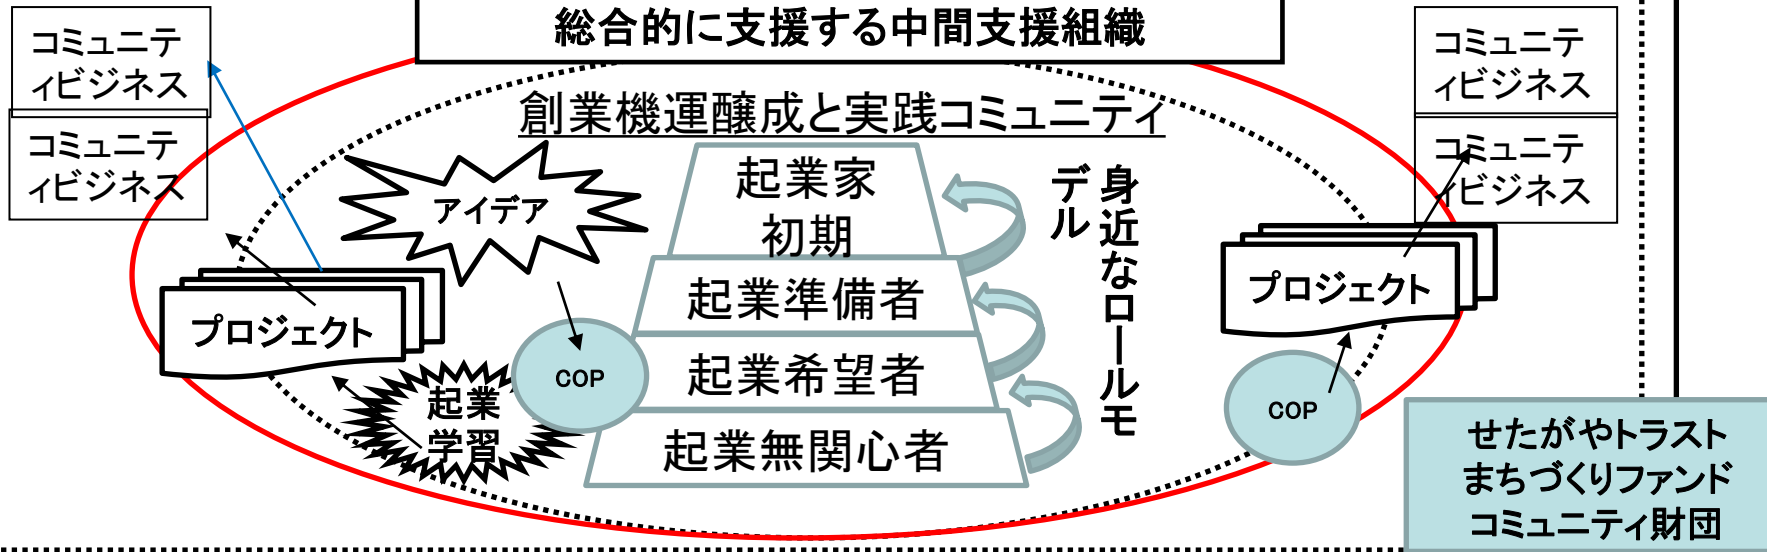 総合的に支援する中間支援組織
コミュニテ
ィビジネス
コミュニテ
ィビジネス
コミュニテ
ィビジネス
コミュニテ
ィビジネス
創業機運醸成と実践コミュニティ
アイデア
起業家
初期
起業準備者
起業希望者
起業無関心者
身近なロールモ
デル
プロジェクト
プロジェクト
起業
学習
COP
COP
せたがやトラスト
まちづくりファンド
コミュニティ財団